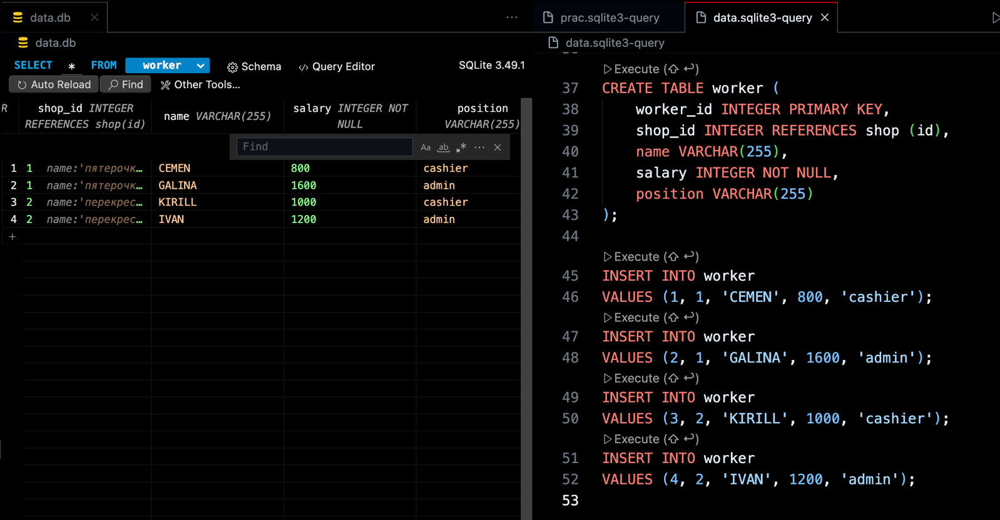 data.db
data.db
SELECT * FROM worker Schema Query Editor SQLite 3.49.1
Auto Reload Find Other Tools...
R shop_id INTEGER REFERENCES shop(id) name VARCHAR(255) salary INTEGER NOT NULL position VARCHAR(255)
Find Aa ab .* ...
1 1 name:'пятерочк… CEMEN 800 cashier
2 1 name:'пятерочк… GALINA 1600 admin
3 2 name:'перекрес… KIRILL 1000 cashier
4 2 name:'перекрес… IVAN 1200 admin
+
prac.sqlite3-query data.sqlite3-query
data.sqlite3-query
Execute (⇧ ↩)
37 CREATE TABLE worker (
38 worker_id INTEGER PRIMARY KEY,
39 shop_id INTEGER REFERENCES shop (id),
40 name VARCHAR(255),
41 salary INTEGER NOT NULL,
42 position VARCHAR(255)
43 );
44
Execute (⇧ ↩)
45 INSERT INTO worker
46 VALUES (1, 1, 'CEMEN', 800, 'cashier');
Execute (⇧ ↩)
47 INSERT INTO worker
48 VALUES (2, 1, 'GALINA', 1600, 'admin');
Execute (⇧ ↩)
49 INSERT INTO worker
50 VALUES (3, 2, 'KIRILL', 1000, 'cashier');
Execute (⇧ ↩)
51 INSERT INTO worker
52 VALUES (4, 2, 'IVAN', 1200, 'admin');
53